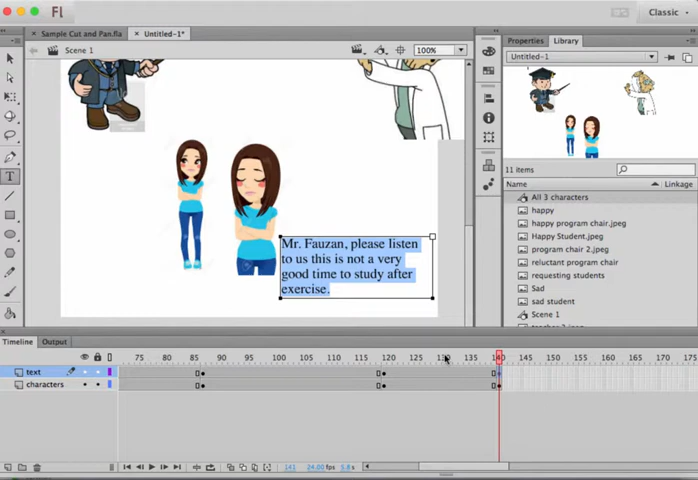 Fl
Classic
Sample Cut and Pan.fla
Untitled-1*
Scene 1
100%
Properties
Library
Untitled-1
11 items
Name
Linkage
All 3 characters
happy
happy program chair.jpeg
Happy Student.jpeg
program chair 2.jpeg
reluctant program chair
requesting students
Sad
sad student
Scene 1
Mr. Fauzan, please listen
to us this is not a very
good time to study after
exercise.
Timeline
Output
75 85 90 95 100 105 110 115 120 125 130 135 140 145 150 155 160 165 170 175
text
characters
141 24.00 fps 5.8 s